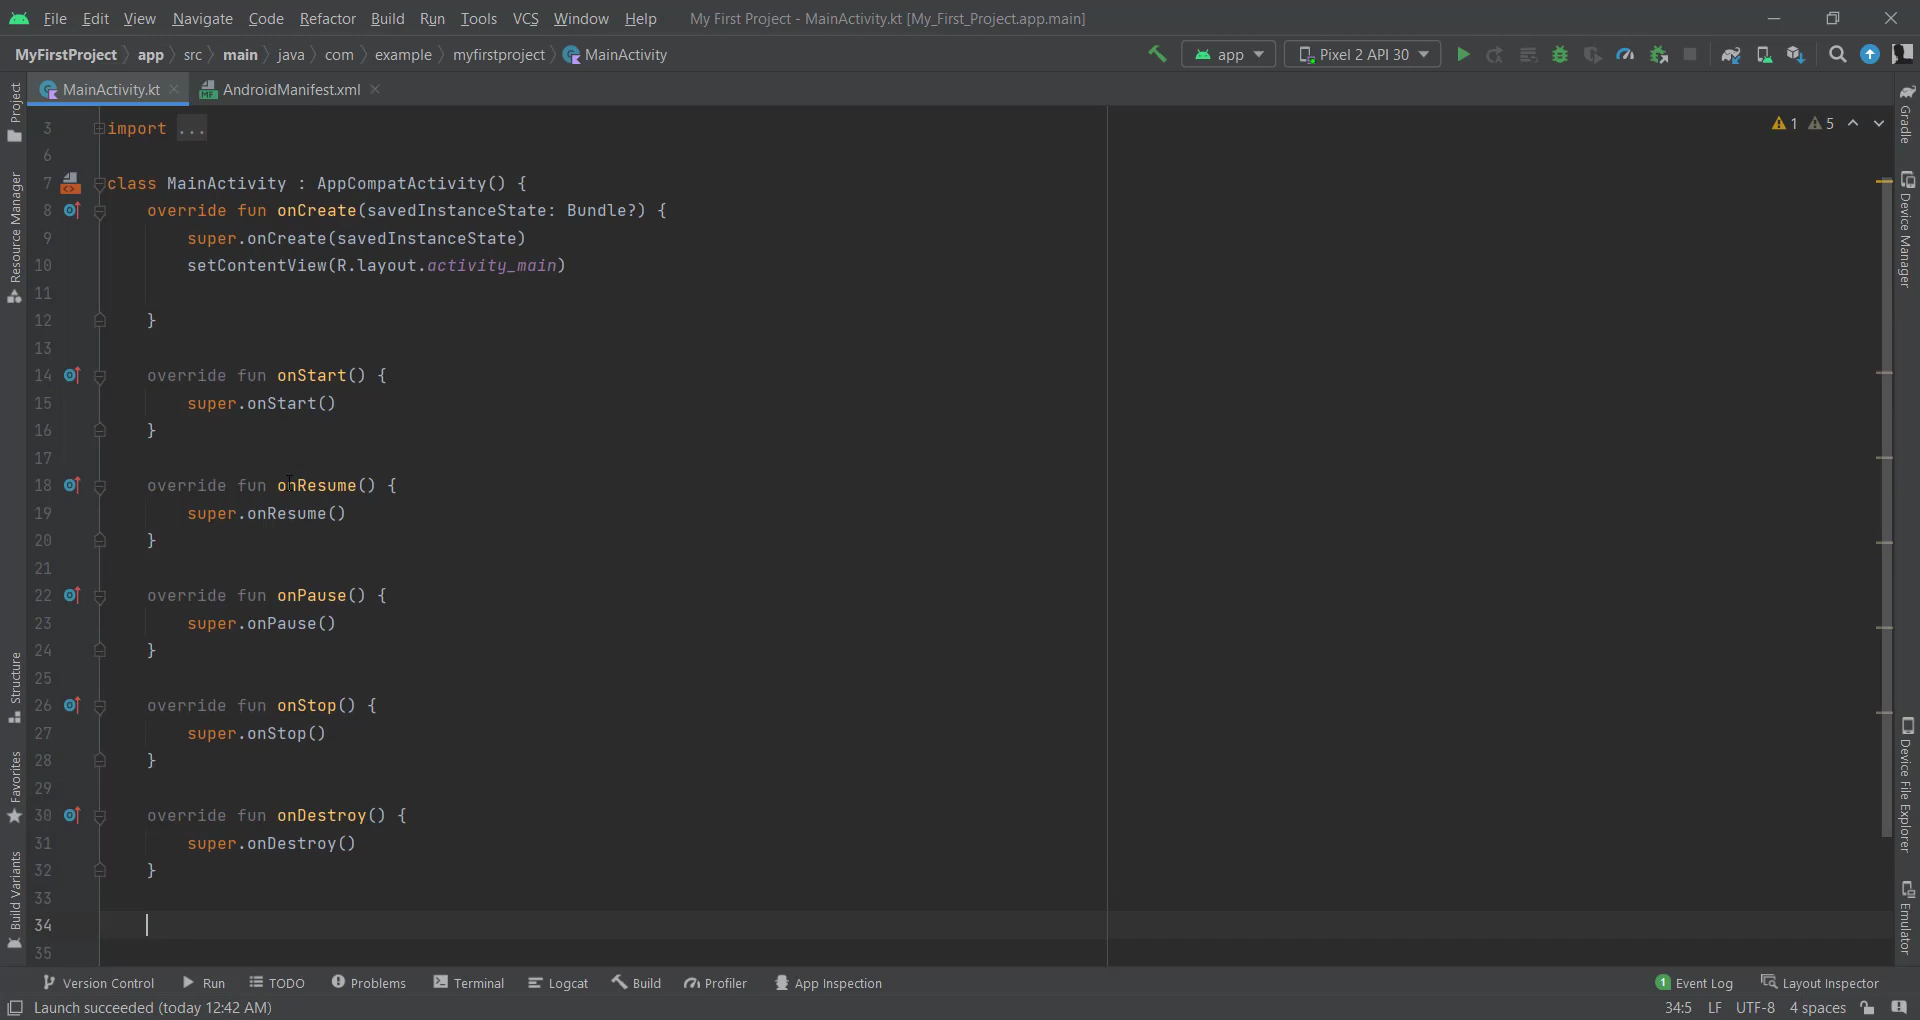 File Edit View Navigate Code Refactor Build Run Tools VCS Window Help My First Project - MainActivity.kt [My_First_Project.app.main]
MyFirstProject app src main java com example myfirstproject MainActivity app Pixel 2 API 30
MainActivity.kt AndroidManifest.xml
Project
Resource Manager
Structure
Favorites
Build Variants
3 import ...
6
7 class MainActivity : AppCompatActivity() {
8 override fun onCreate(savedInstanceState: Bundle?) {
9 super.onCreate(savedInstanceState)
10 setContentView(R.layout.activity_main)
11
12 }
13
14 override fun onStart() {
15 super.onStart()
16 }
17
18 override fun onResume() {
19 super.onResume()
20 }
21
22 override fun onPause() {
23 super.onPause()
24 }
25
26 override fun onStop() {
27 super.onStop()
28 }
29
30 override fun onDestroy() {
31 super.onDestroy()
32 }
33
34
35
1 5
Gradle
Device Manager
Device File Explorer
Emulator
Version Control Run TODO Problems Terminal Logcat Build Profiler App Inspection 1 Event Log Layout Inspector
Launch succeeded (today 12:42 AM) 34:5 LF UTF-8 4 spaces